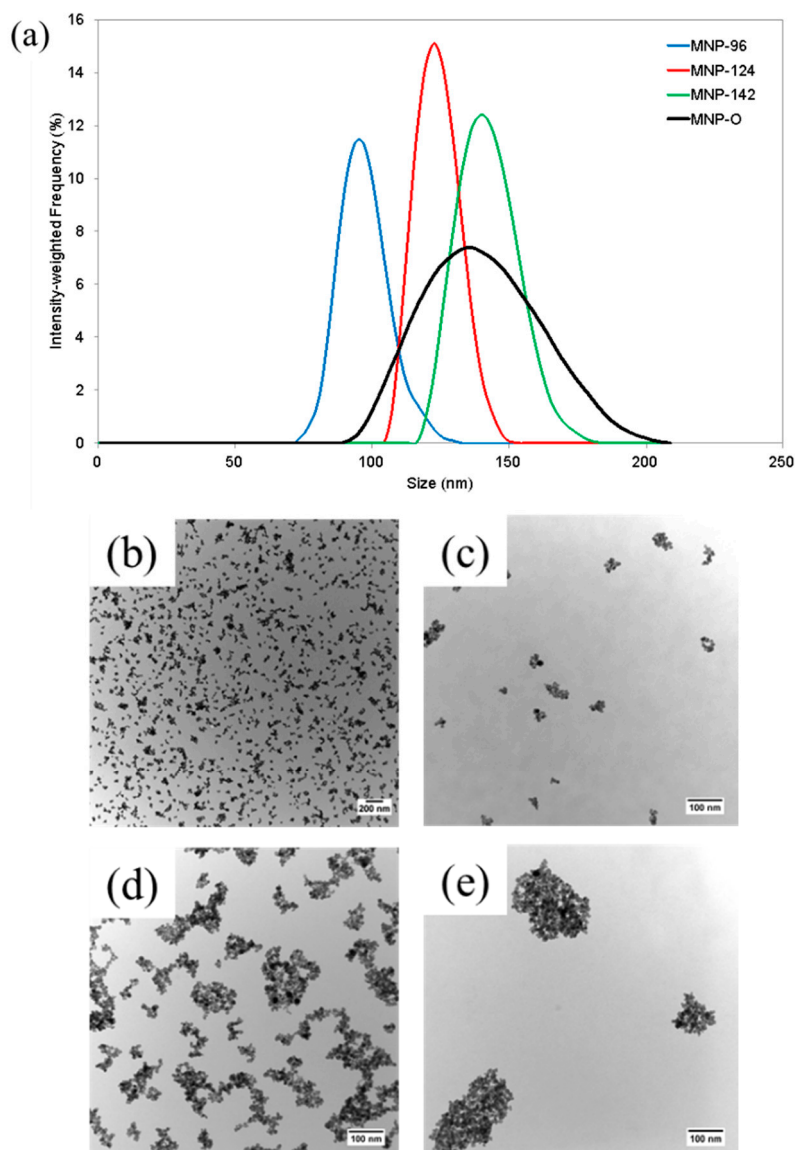 (a)
16
14
12
10
8
6
4
2
0
Intensity-weighted Frequency (%)
MNP-96
MNP-124
MNP-142
MNP-O
0 50 100 150 200 250
Size (nm)
(b)
200 nm
(c)
100 nm
(d)
100 nm
(e)
100 nm